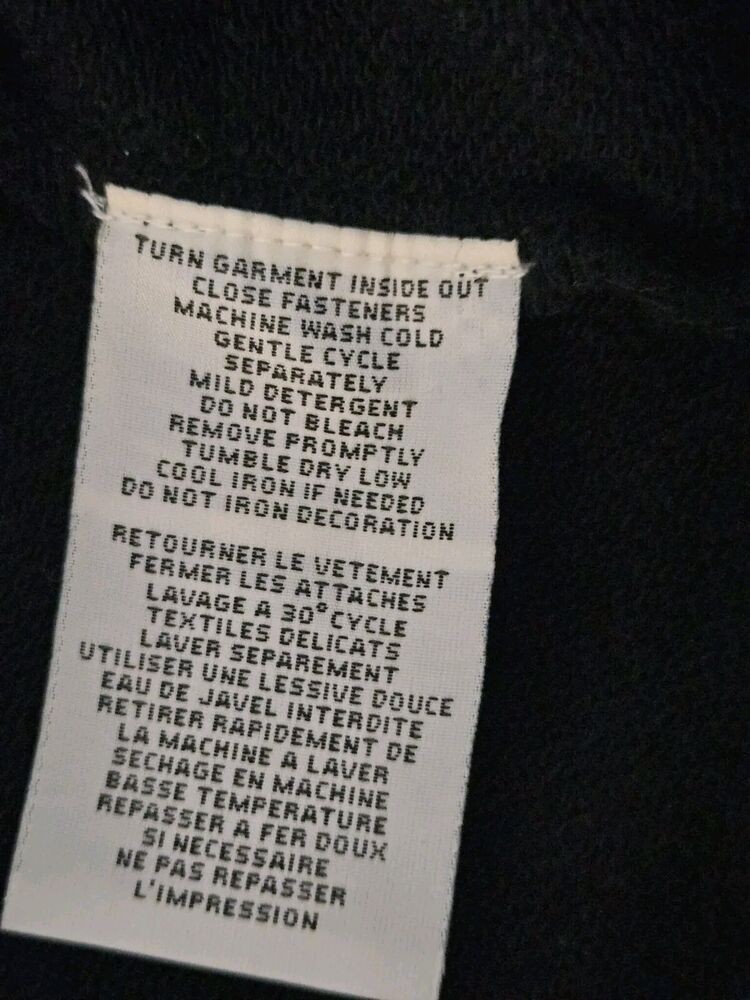 TURN GARMENT INSIDE OUT
CLOSE FASTENERS
MACHINE WASH COLD
GENTLE CYCLE
SEPARATELY
MILD DETERGENT
DO NOT BLEACH
REMOVE PROMPTLY
TUMBLE DRY LOW
COOL IRON IF NEEDED
DO NOT IRON DECORATION
RETOURNER LE VETEMENT
FERMER LES ATTACHES
LAVAGE A 30° CYCLE
TEXTILES DELICATS
LAVER SEPAREMENT
UTILISER UNE LESSIVE DOUCE
EAU DE JAVEL INTERDITE
RETIRER RAPIDEMENT DE
LA MACHINE A LAVER
SECHAGE EN MACHINE
BASSE TEMPERATURE
REPASSER A FER DOUX
SI NECESSAIRE
NE PAS REPASSER
L'IMPRESSION